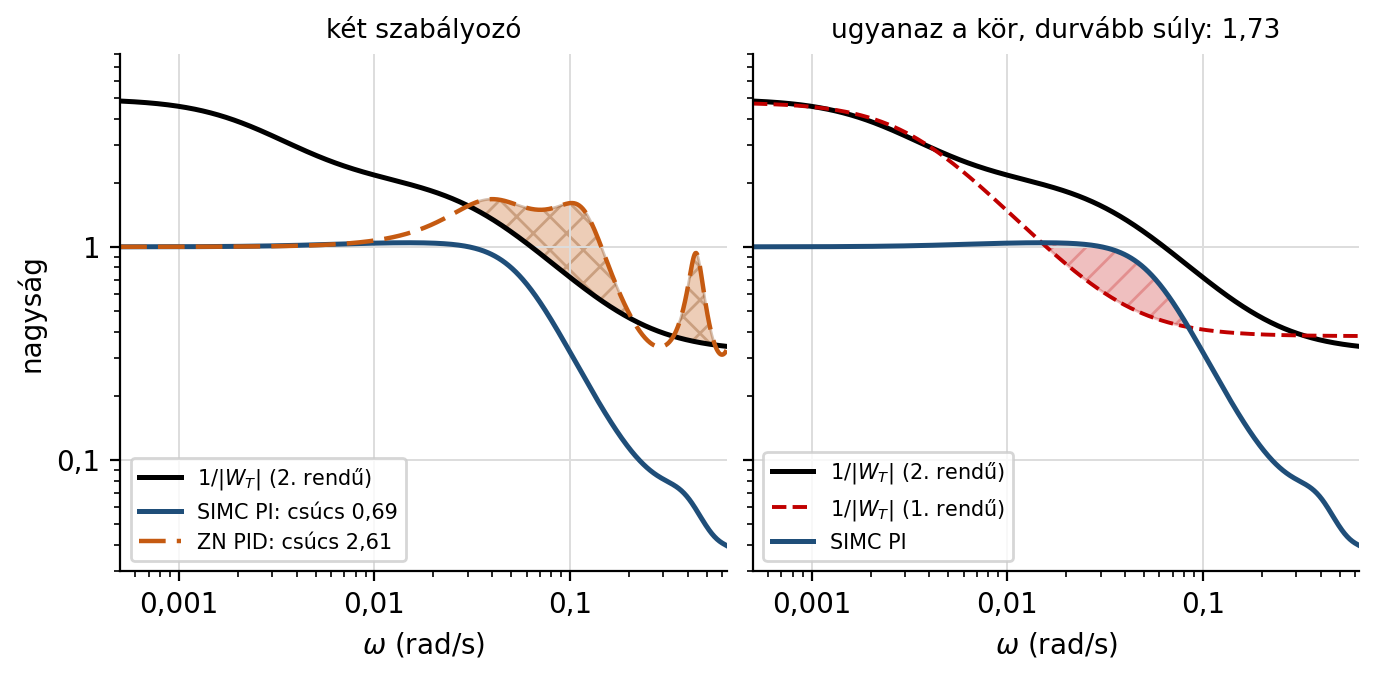 két szabályozó
nagyság
1
0,1
1/|W_T| (2. rendű)
SIMC PI: csúcs 0,69
ZN PID: csúcs 2,61
0,001
0,01
0,1
ω (rad/s)
ugyanaz a kör, durvább súly: 1,73
1/|W_T| (2. rendű)
1/|W_T| (1. rendű)
SIMC PI
0,001
0,01
0,1
ω (rad/s)